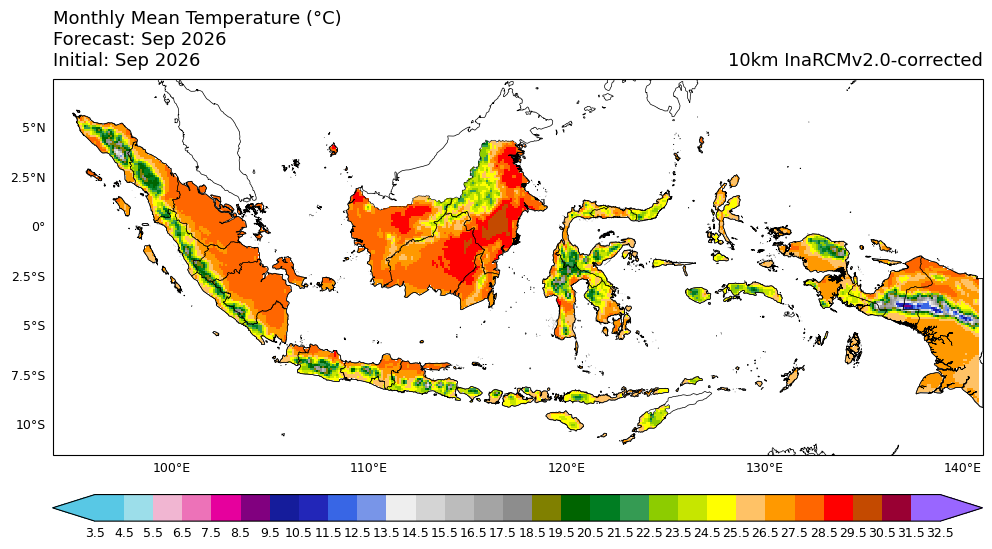 Monthly Mean Temperature (°C)
Forecast: Sep 2026
Initial: Sep 2026
10km InaRCMv2.0-corrected
5°N
2.5°N
0°
2.5°S
5°S
7.5°S
10°S
100°E 110°E 120°E 130°E 140°E
3.5 4.5 5.5 6.5 7.5 8.5 9.5 10.5 11.5 12.5 13.5 14.5 15.5 16.5 17.5 18.5 19.5 20.5 21.5 22.5 23.5 24.5 25.5 26.5 27.5 28.5 29.5 30.5 31.5 32.5